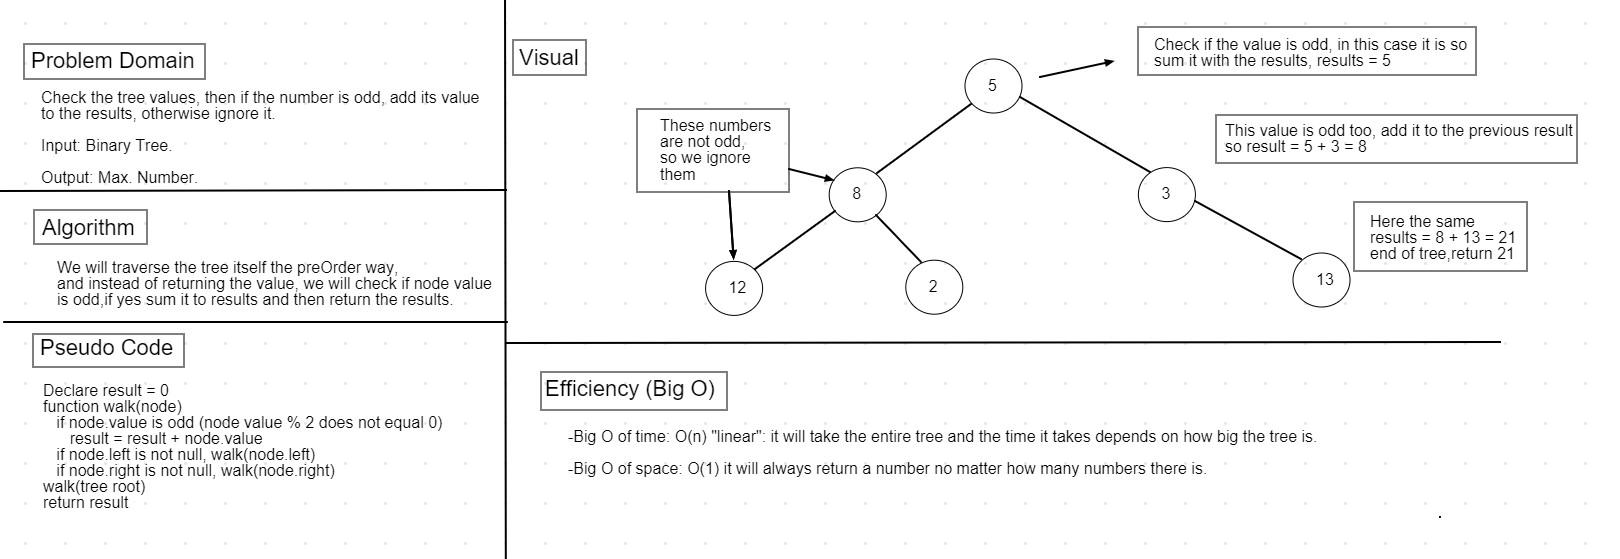 Problem Domain
Check the tree values, then if the number is odd, add its value
to the results, otherwise ignore it.
Input: Binary Tree.
Output: Max. Number.
Algorithm
We will traverse the tree itself the preOrder way,
and instead of returning the value, we will check if node value
is odd,if yes sum it to results and then return the results.
Pseudo Code
Declare result = 0
function walk(node)
if node.value is odd (node value % 2 does not equal 0)
result = result + node.value
if node.left is not null, walk(node.left)
if node.right is not null, walk(node.right)
walk(tree root)
return result
Visual
Check if the value is odd, in this case it is so
sum it with the results, results = 5
5
These numbers
are not odd,
so we ignore
them
This value is odd too, add it to the previous result
so result = 5 + 3 = 8
8
3
Here the same
results = 8 + 13 = 21
end of tree,return 21
12
2
13
Efficiency (Big O)
-Big O of time: O(n) "linear": it will take the entire tree and the time it takes depends on how big the tree is.
-Big O of space: O(1) it will always return a number no matter how many numbers there is.